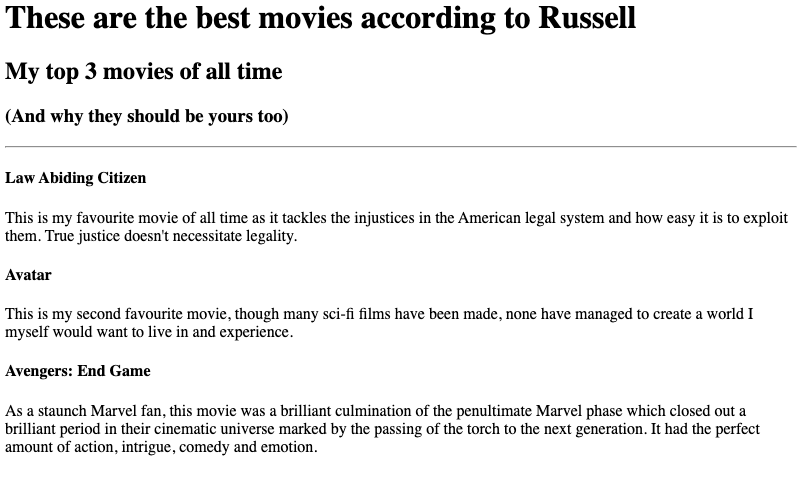 These are the best movies according to Russell
My top 3 movies of all time
(And why they should be yours too)
Law Abiding Citizen
This is my favourite movie of all time as it tackles the injustices in the American legal system and how easy it is to exploit
them. True justice doesn't necessitate legality.
Avatar
This is my second favourite movie, though many sci-fi films have been made, none have managed to create a world I
myself would want to live in and experience.
Avengers: End Game
As a staunch Marvel fan, this movie was a brilliant culmination of the penultimate Marvel phase which closed out a
brilliant period in their cinematic universe marked by the passing of the torch to the next generation. It had the perfect
amount of action, intrigue, comedy and emotion.